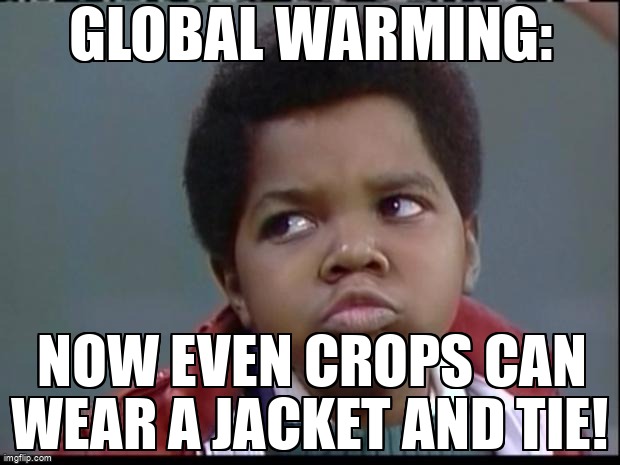 GLOBAL WARMING:
NOW EVEN CROPS CAN
WEAR A JACKET AND TIE!
imgflip.com